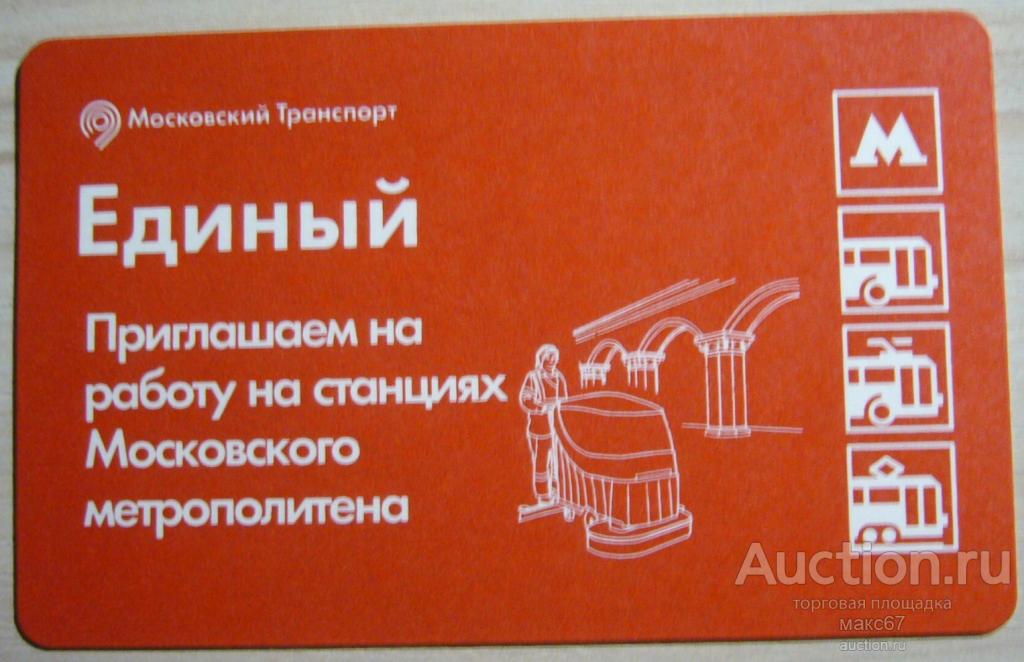 Московский Транспорт
М
Единый
Приглашаем на
работу на станциях
Московского
метрополитена
Auction.ru
торговая площадка
макс67
auction.ru